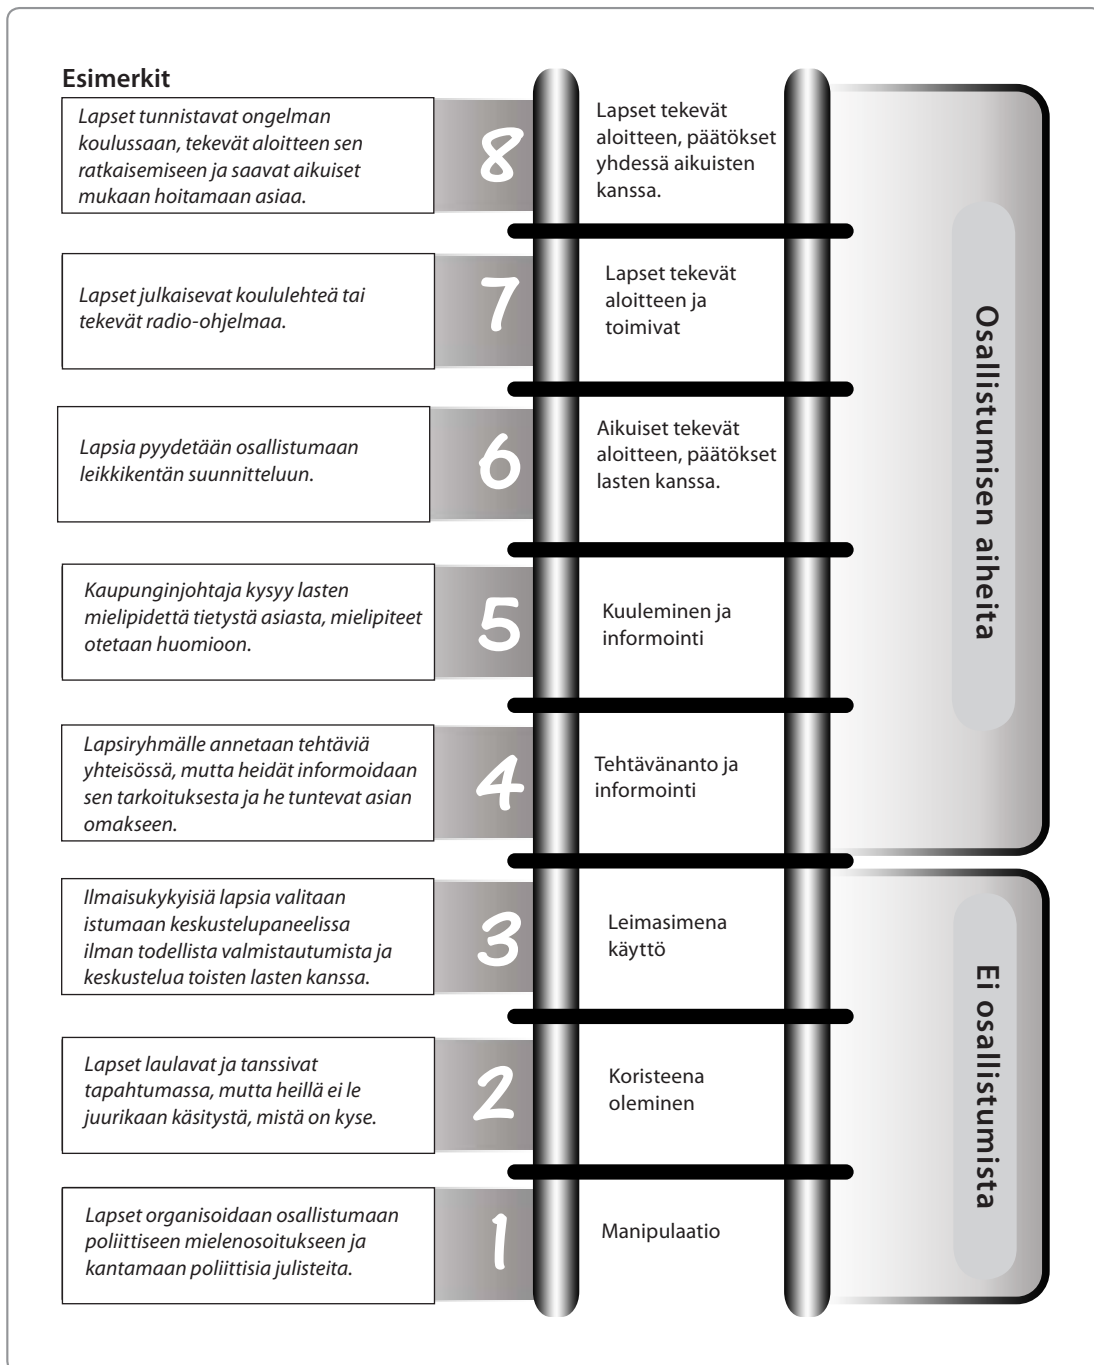 Esimerkit
Lapset tunnistavat ongelman
koulussaan, tekevät aloitteen sen
ratkaisemiseen ja saavat aikuiset
mukaan hoitamaan asiaa.
8
Lapset tekevät
aloitteen, päätökset
yhdessä aikuisten
kanssa.
Lapset julkaisevat koululehteä tai
tekevät radio-ohjelmaa.
7
Lapset tekevät
aloitteen ja
toimivat
Lapsia pyydetään osallistumaan
leikkikentän suunnitteluun.
6
Aikuiset tekevät
aloitteen, päätökset
lasten kanssa.
Kaupunginjohtaja kysyy lasten
mielipidettä tietystä asiasta, mielipiteet
otetaan huomioon.
5
Kuuleminen ja
informointi
Lapsiryhmälle annetaan tehtäviä
yhteisössä, mutta heidät informoidaan
sen tarkoituksesta ja he tuntevat asian
omakseen.
4
Tehtävänanto ja
informointi
Osallistumisen aiheita
Ilmaisukykyisiä lapsia valitaan
istumaan keskustelupaneelissa
ilman todellista valmistautumista ja
keskustelua toisten lasten kanssa.
3
Leimasimena
käyttö
Lapset laulavat ja tanssivat
tapahtumassa, mutta heillä ei le
juurikaan käsitystä, mistä on kyse.
2
Koristeena
oleminen
Lapset organisoidaan osallistumaan
poliittiseen mielenosoitukseen ja
kantamaan poliittisia julisteita.
1
Manipulaatio
Ei osallistumista